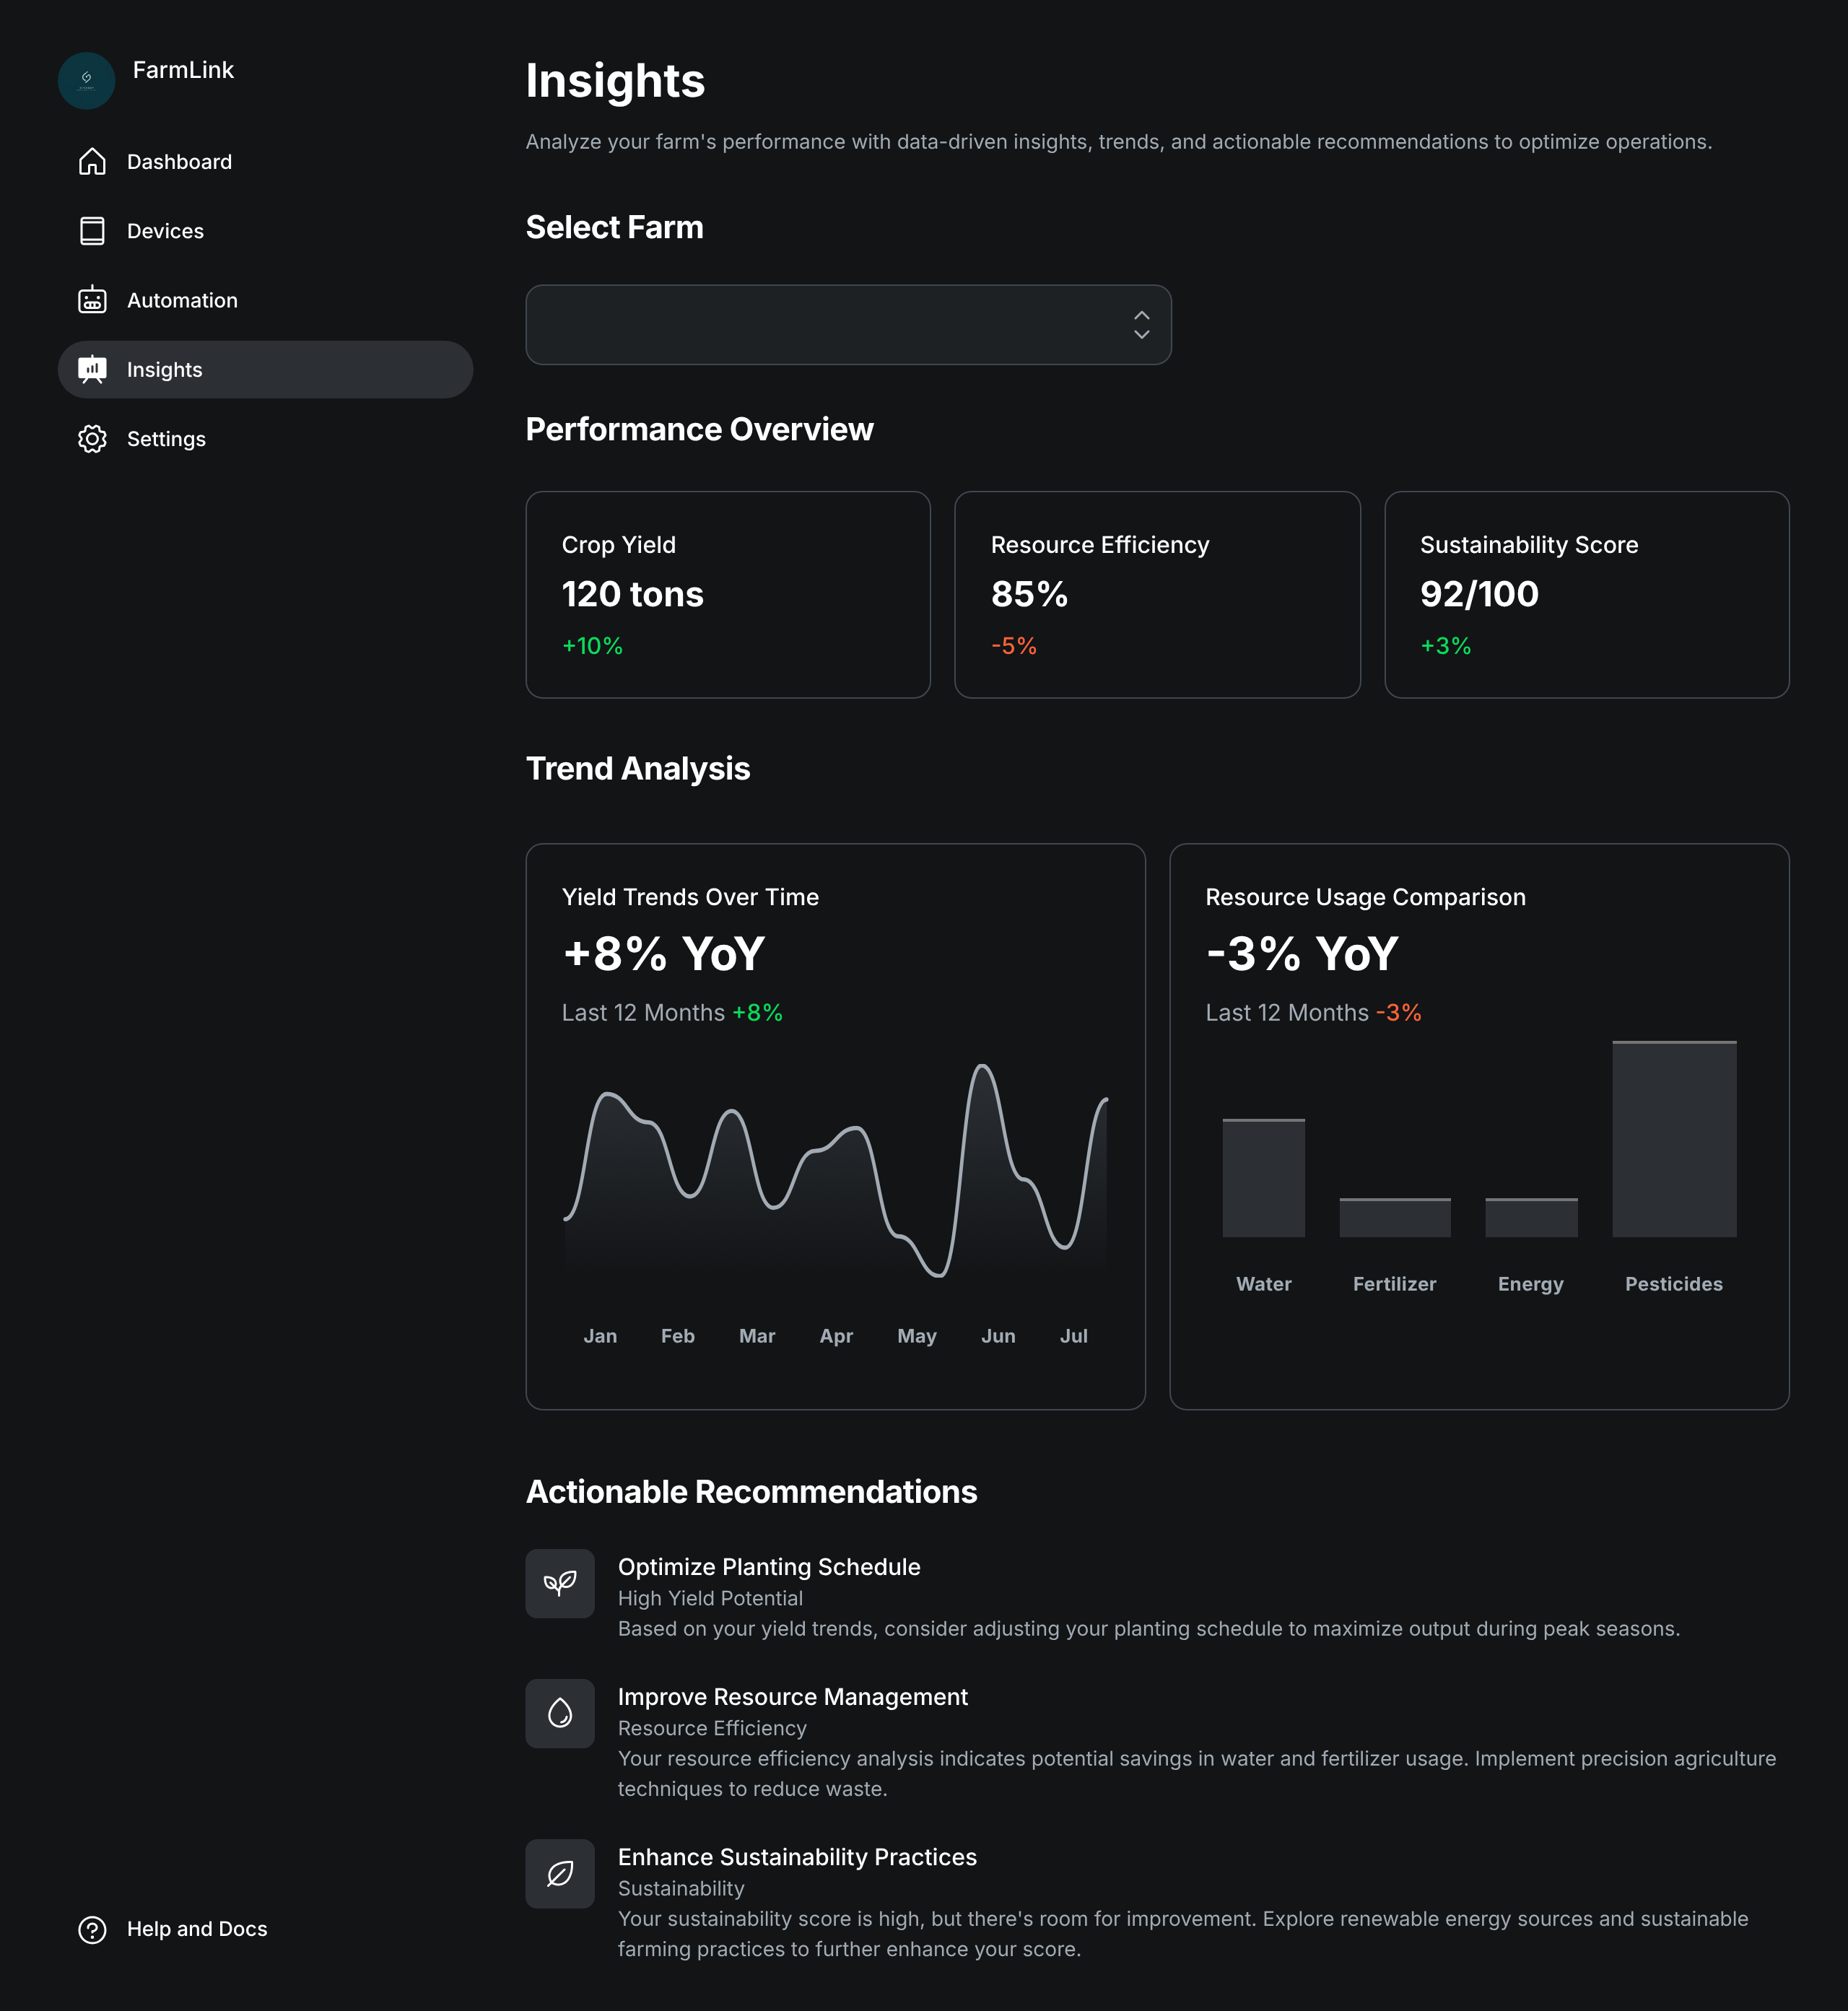 FarmLink
Dashboard
Devices
Automation
Insights
Settings
Help and Docs
Insights
Analyze your farm's performance with data-driven insights, trends, and actionable recommendations to optimize operations.
Select Farm
Performance Overview
Crop Yield
120 tons
+10%
Resource Efficiency
85%
-5%
Sustainability Score
92/100
+3%
Trend Analysis
Yield Trends Over Time
+8% YoY
Last 12 Months +8%
Jan Feb Mar Apr May Jun Jul
Resource Usage Comparison
-3% YoY
Last 12 Months -3%
Water Fertilizer Energy Pesticides
Actionable Recommendations
Optimize Planting Schedule
High Yield Potential
Based on your yield trends, consider adjusting your planting schedule to maximize output during peak seasons.
Improve Resource Management
Resource Efficiency
Your resource efficiency analysis indicates potential savings in water and fertilizer usage. Implement precision agriculture
techniques to reduce waste.
Enhance Sustainability Practices
Sustainability
Your sustainability score is high, but there's room for improvement. Explore renewable energy sources and sustainable
farming practices to further enhance your score.